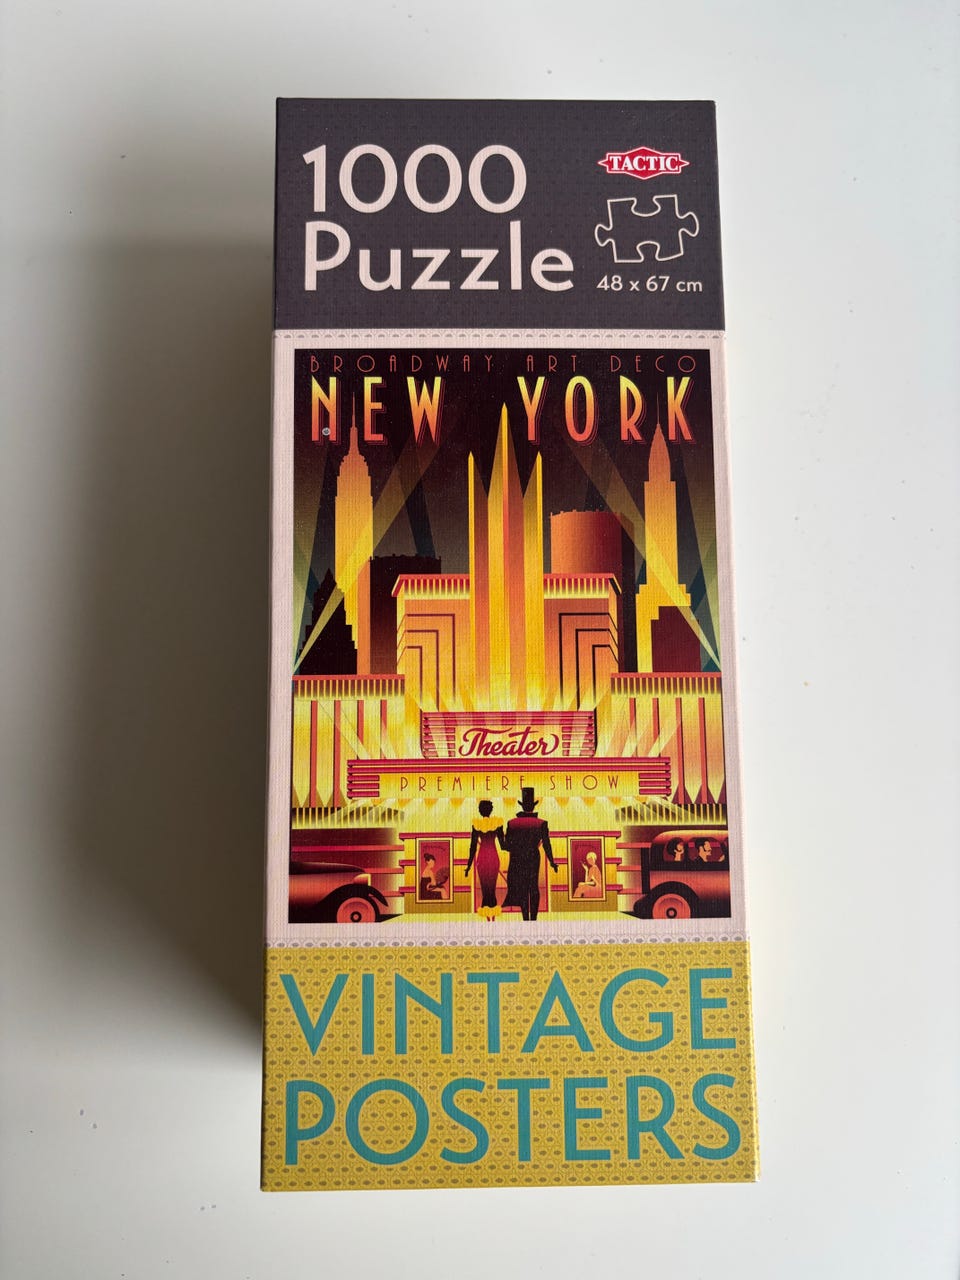 1000
Puzzle
TACTIC
48 x 67 cm
BROADWAY ART DECO
NEW YORK
Theater
PREMIERE SHOW
VINTAGE
POSTERS